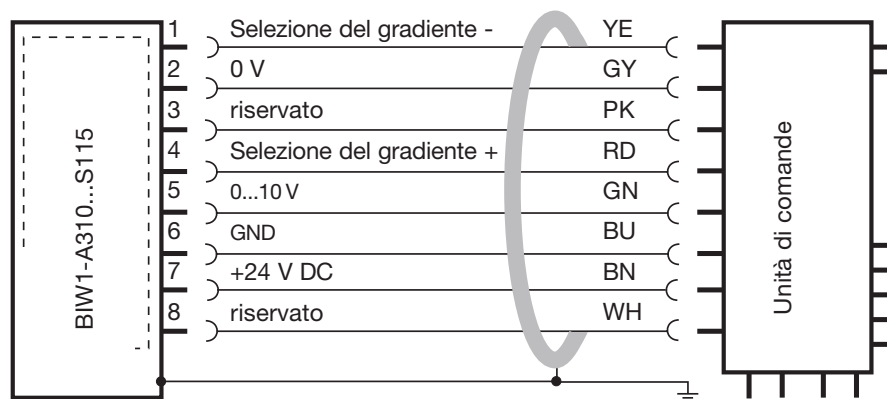 1 Selezione del gradiente - YE
2 0 V GY
3 riservato PK
4 Selezione del gradiente + RD
5 0...10 V GN
6 GND BU
7 +24 V DC BN
8 riservato WH
BIW1-A310...S115
Unità di comande